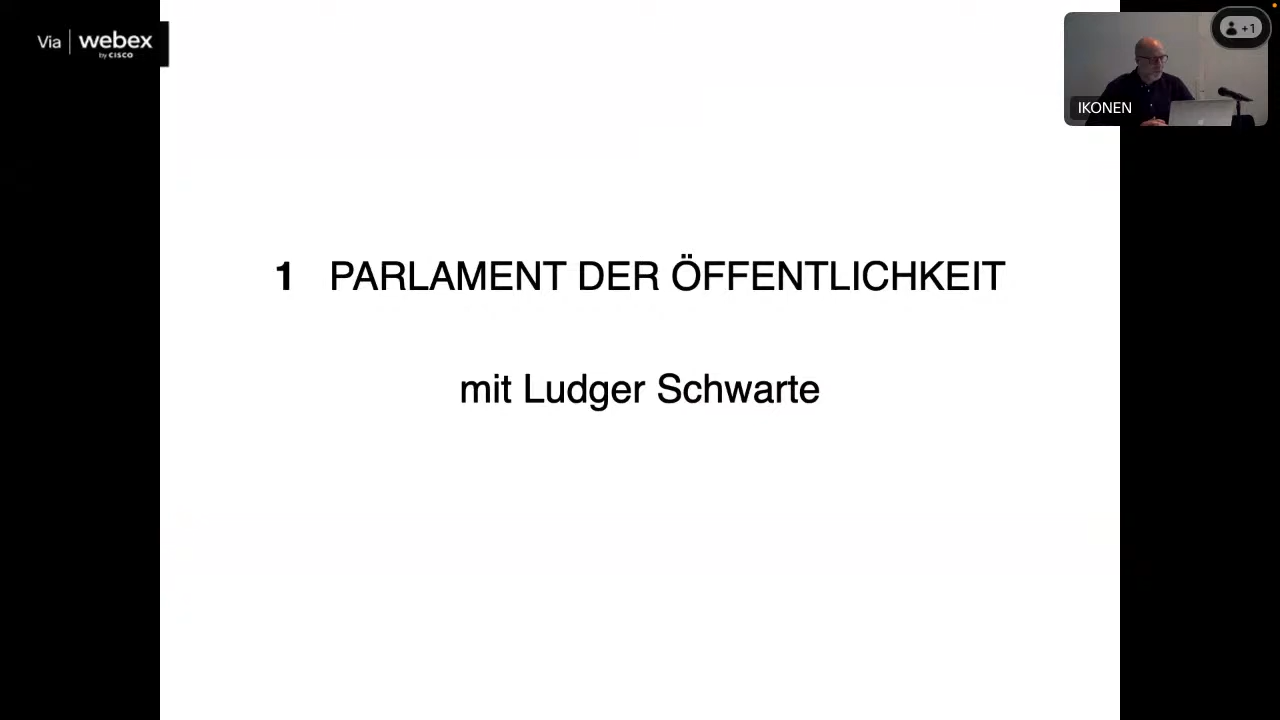 Via webex
by CISCO
+1
IKONEN
1 PARLAMENT DER ÖFFENTLICHKEIT
mit Ludger Schwarte